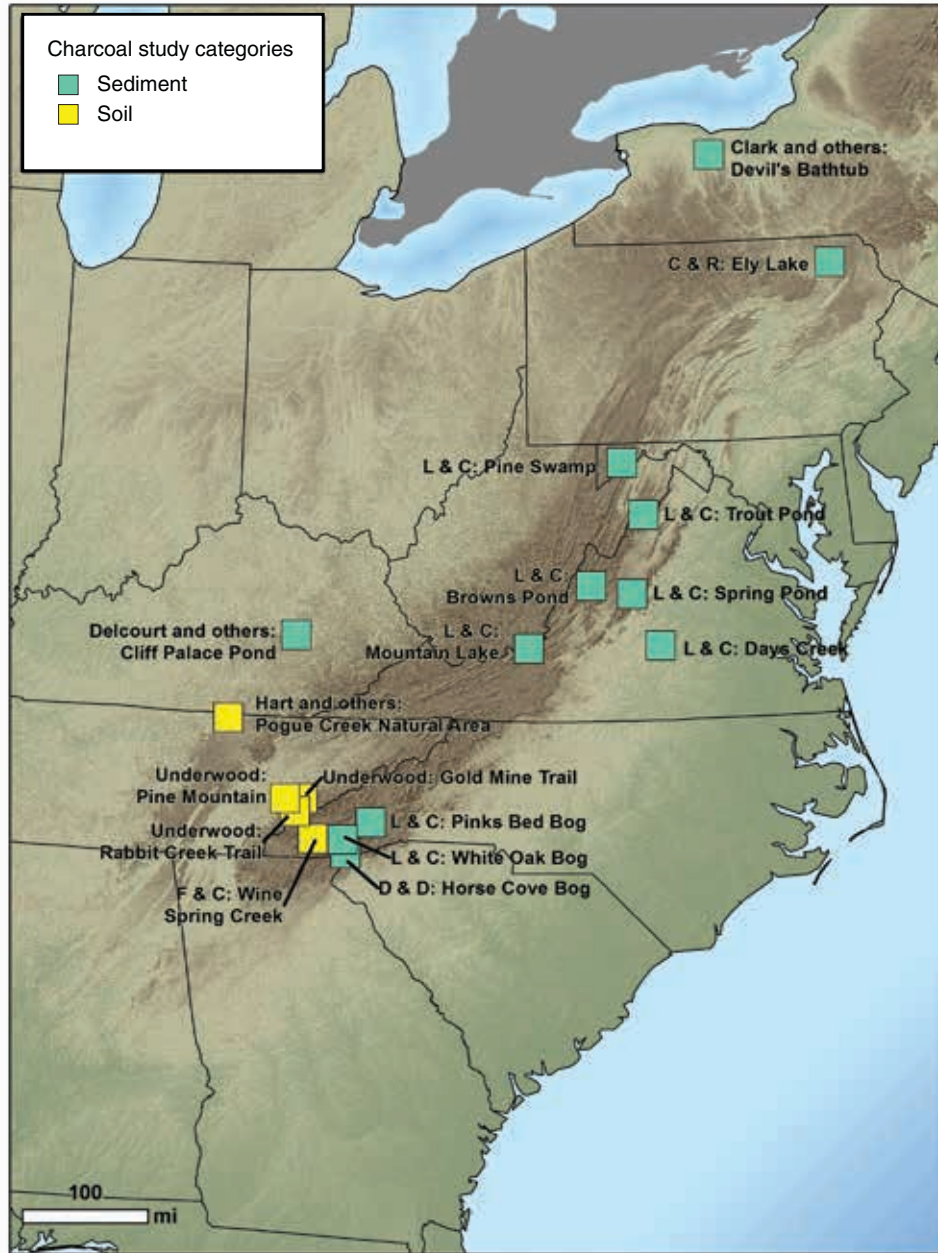 Charcoal study categories
Sediment
Soil
Clark and others:
Devil's Bathtub
C & R: Ely Lake
L & C: Pine Swamp
L & C: Trout Pond
L & C:
Browns Pond
L & C: Spring Pond
Delcourt and others:
Cliff Palace Pond
L & C:
Mountain Lake
L & C: Days Creek
Hart and others:
Pogue Creek Natural Area
Underwood:
Pine Mountain
Underwood: Gold Mine Trail
L & C: Pinks Bed Bog
Underwood:
Rabbit Creek Trail
L & C: White Oak Bog
F & C: Wine
Spring Creek
D & D: Horse Cove Bog
100
mi